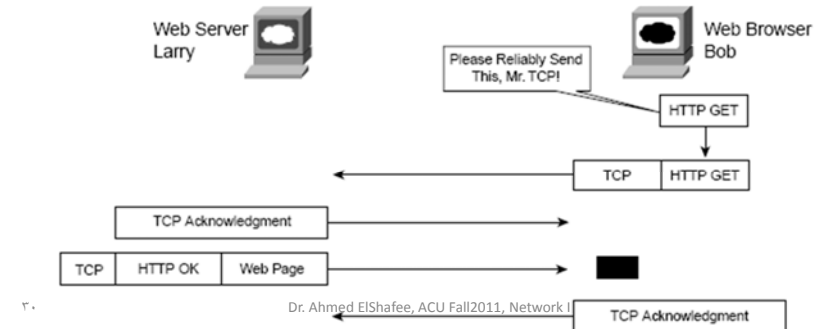 Web Server
Larry
Web Browser
Bob
Please Reliably Send
This, Mr. TCP!
HTTP GET
TCP HTTP GET
TCP Acknowledgment
TCP HTTP OK Web Page
٣٠ Dr. Ahmed ElShafee, ACU Fall2011, Network I
TCP Acknowledgment